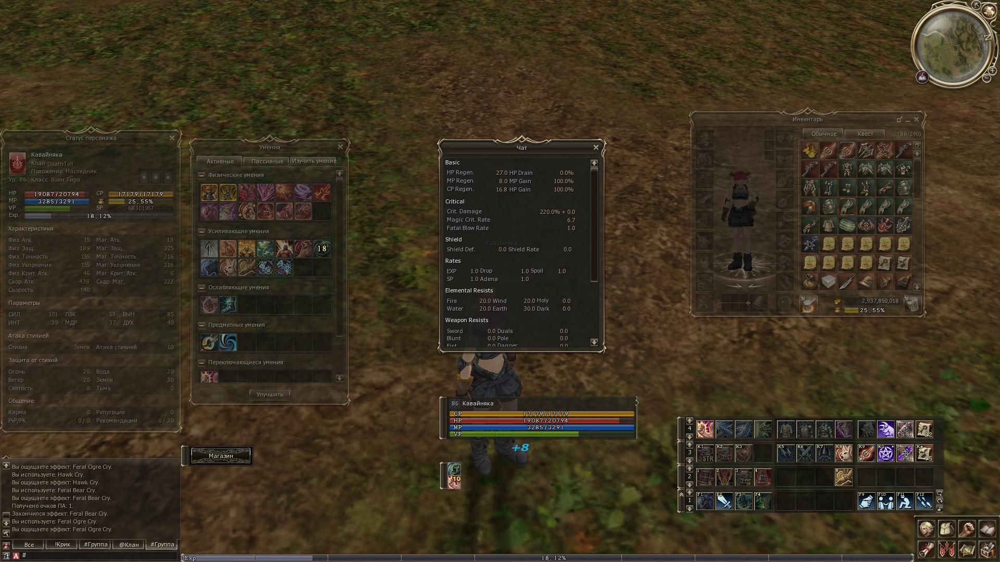 Статус персонажа
Кавайняка
Клан DeathToll
Положение Наследник
Ур. 86 Класс Воин Тира
HP 19087/20794 CP 17179/17179
MP 3285/3291 25,55%
VP SP 68301957
Exp 18,12%
Характеристики
Физ. Атк. 15 Маг. Атк. 13
Физ. Защ. 189 Маг. Защ. 325
Физ. Точность 155 Маг. Точность 216
Физ. Уклонение 155 Маг. Уклонение 216
Физ. Крит. Атк. 46 Маг. Крит. Атк. 6
Скор. Атк. 438 Скор. Маг. 222
Скорость 140
Параметры
СИЛ 101 ЛВК 53 ВЫН 85
ИНТ 39 МДР 37 ДУХ 40
Атака стихией
Стихия Земля Атака стихией 10
Защита от стихий
Огонь 20 Вода 20
Ветер 20 Земля 30
Святость 0 Тьма 0
Общение
Карма 0 Репутация 0
PvP/PK 0 / 0 Рекомендации 0 / 30
Умения
Активные Пассивные Изучить умение
Физические умения
Усиливающие умения
18
Ослабляющие умения
Предметные умения
Переключающиеся умения
Улучшить
Чат
Basic
HP Regen. 27.0 HP Drain 0.0%
MP Regen. 8.0 MP Gain 100.0%
CP Regen. 16.8 HP Gain 100.0%
Critical
Crit. Damage 220.0% + 0.0
Magic Crit. Rate 6.7
Fatal Blow Rate 1.0
Shield
Кавайняка
Shield Def. 0.0 Shield Rate 0.0
Rates
EXP 1.0 Drop 1.0 Spoil 1.0
SP 1.0 Adena 1.0
Elemental Resists
Fire 20.0 Wind 20.0 Holy 0.0
Water 20.0 Earth 30.0 Dark 0.0
Weapon Resists
Sword 0.0 Duals 0.0
Blunt 0.0 Pole 0.0
Fist 0.0 Dagger 0.0
Инвентарь
Обычное Квест (88/140)
2,937,850,018
25,55%
N
86 Кавайняка
CP 17179/17179
HP 19087/20794
MP 3285/3291
VP
+8
10
Магазин
Вы ощущаете эффект: Feral Ogre Cry.
Вы используете: Hawk Cry.
Вы ощущаете эффект: Hawk Cry.
Вы используете: Feral Bear Cry.
Вы ощущаете эффект: Feral Bear Cry.
Получено очков ПА: 1.
Закончился эффект: Feral Bear Cry.
Вы используете: Feral Ogre Cry.
Вы ощущаете эффект: Feral Ogre Cry.
Все !Крик #Группа @Клан #Группа
A #
4 99+ 82
3 K1 STR K2 K3 K5 K6 K7 K8 K9 K0 99+
2 1 2 3 4 8
1 F1 F2 F3 F4 F9 F10 F11 F12
Exp 18,12%